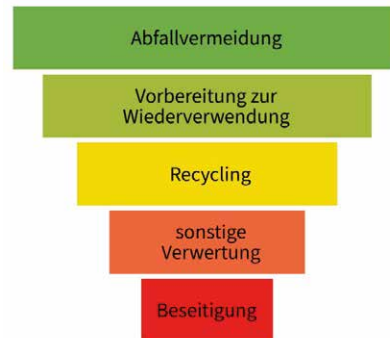 Abfallvermeidung
Vorbereitung zur
Wiederverwendung
Recycling
sonstige
Verwertung
Beseitigung